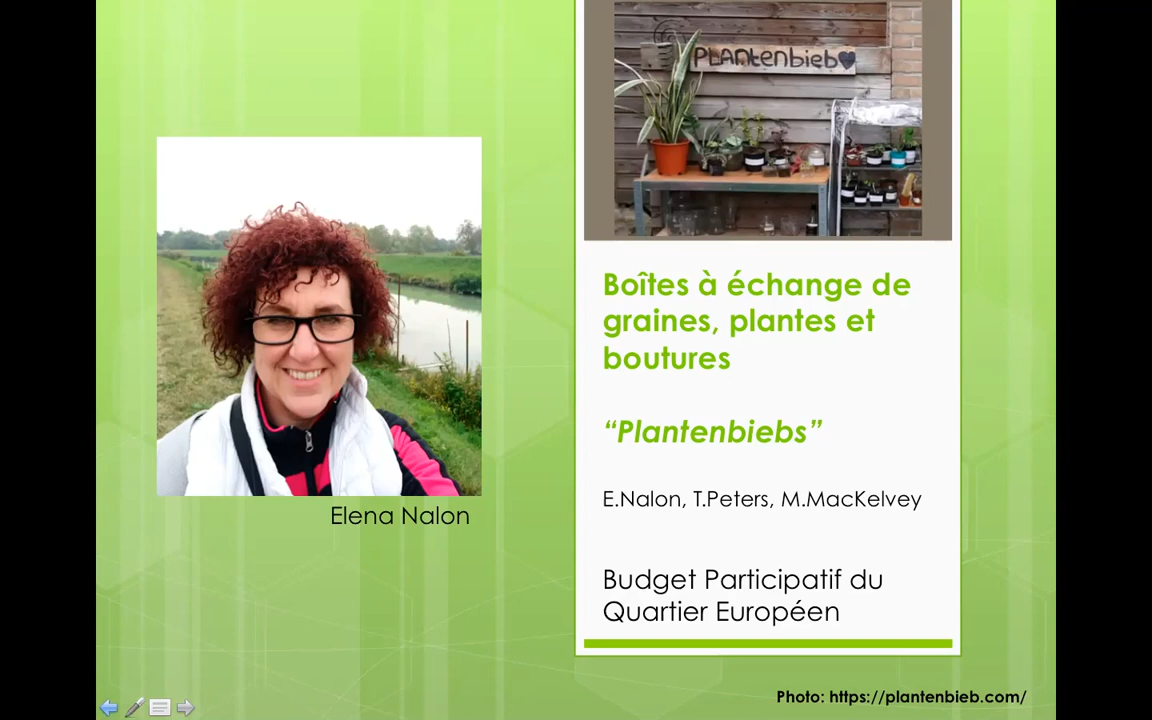 PLAntenbieb
Elena Nalon
Boîtes à échange de
graines, plantes et
boutures
“Plantenbiebs”
E.Nalon, T.Peters, M.MacKelvey
Budget Participatif du
Quartier Européen
Photo: https://plantenbieb.com/